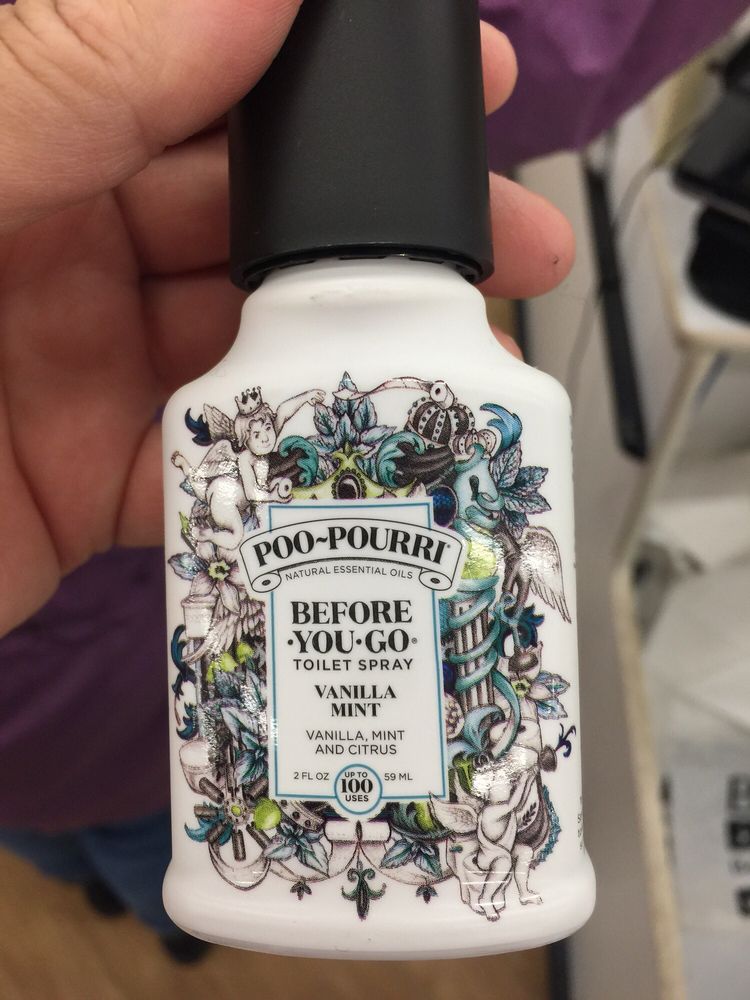 POO~POURRI®
NATURAL ESSENTIAL OILS
BEFORE
·YOU·GO®
TOILET SPRAY
VANILLA
MINT
VANILLA, MINT
AND CITRUS
2 FL OZ UP TO 59 ML
100
USES